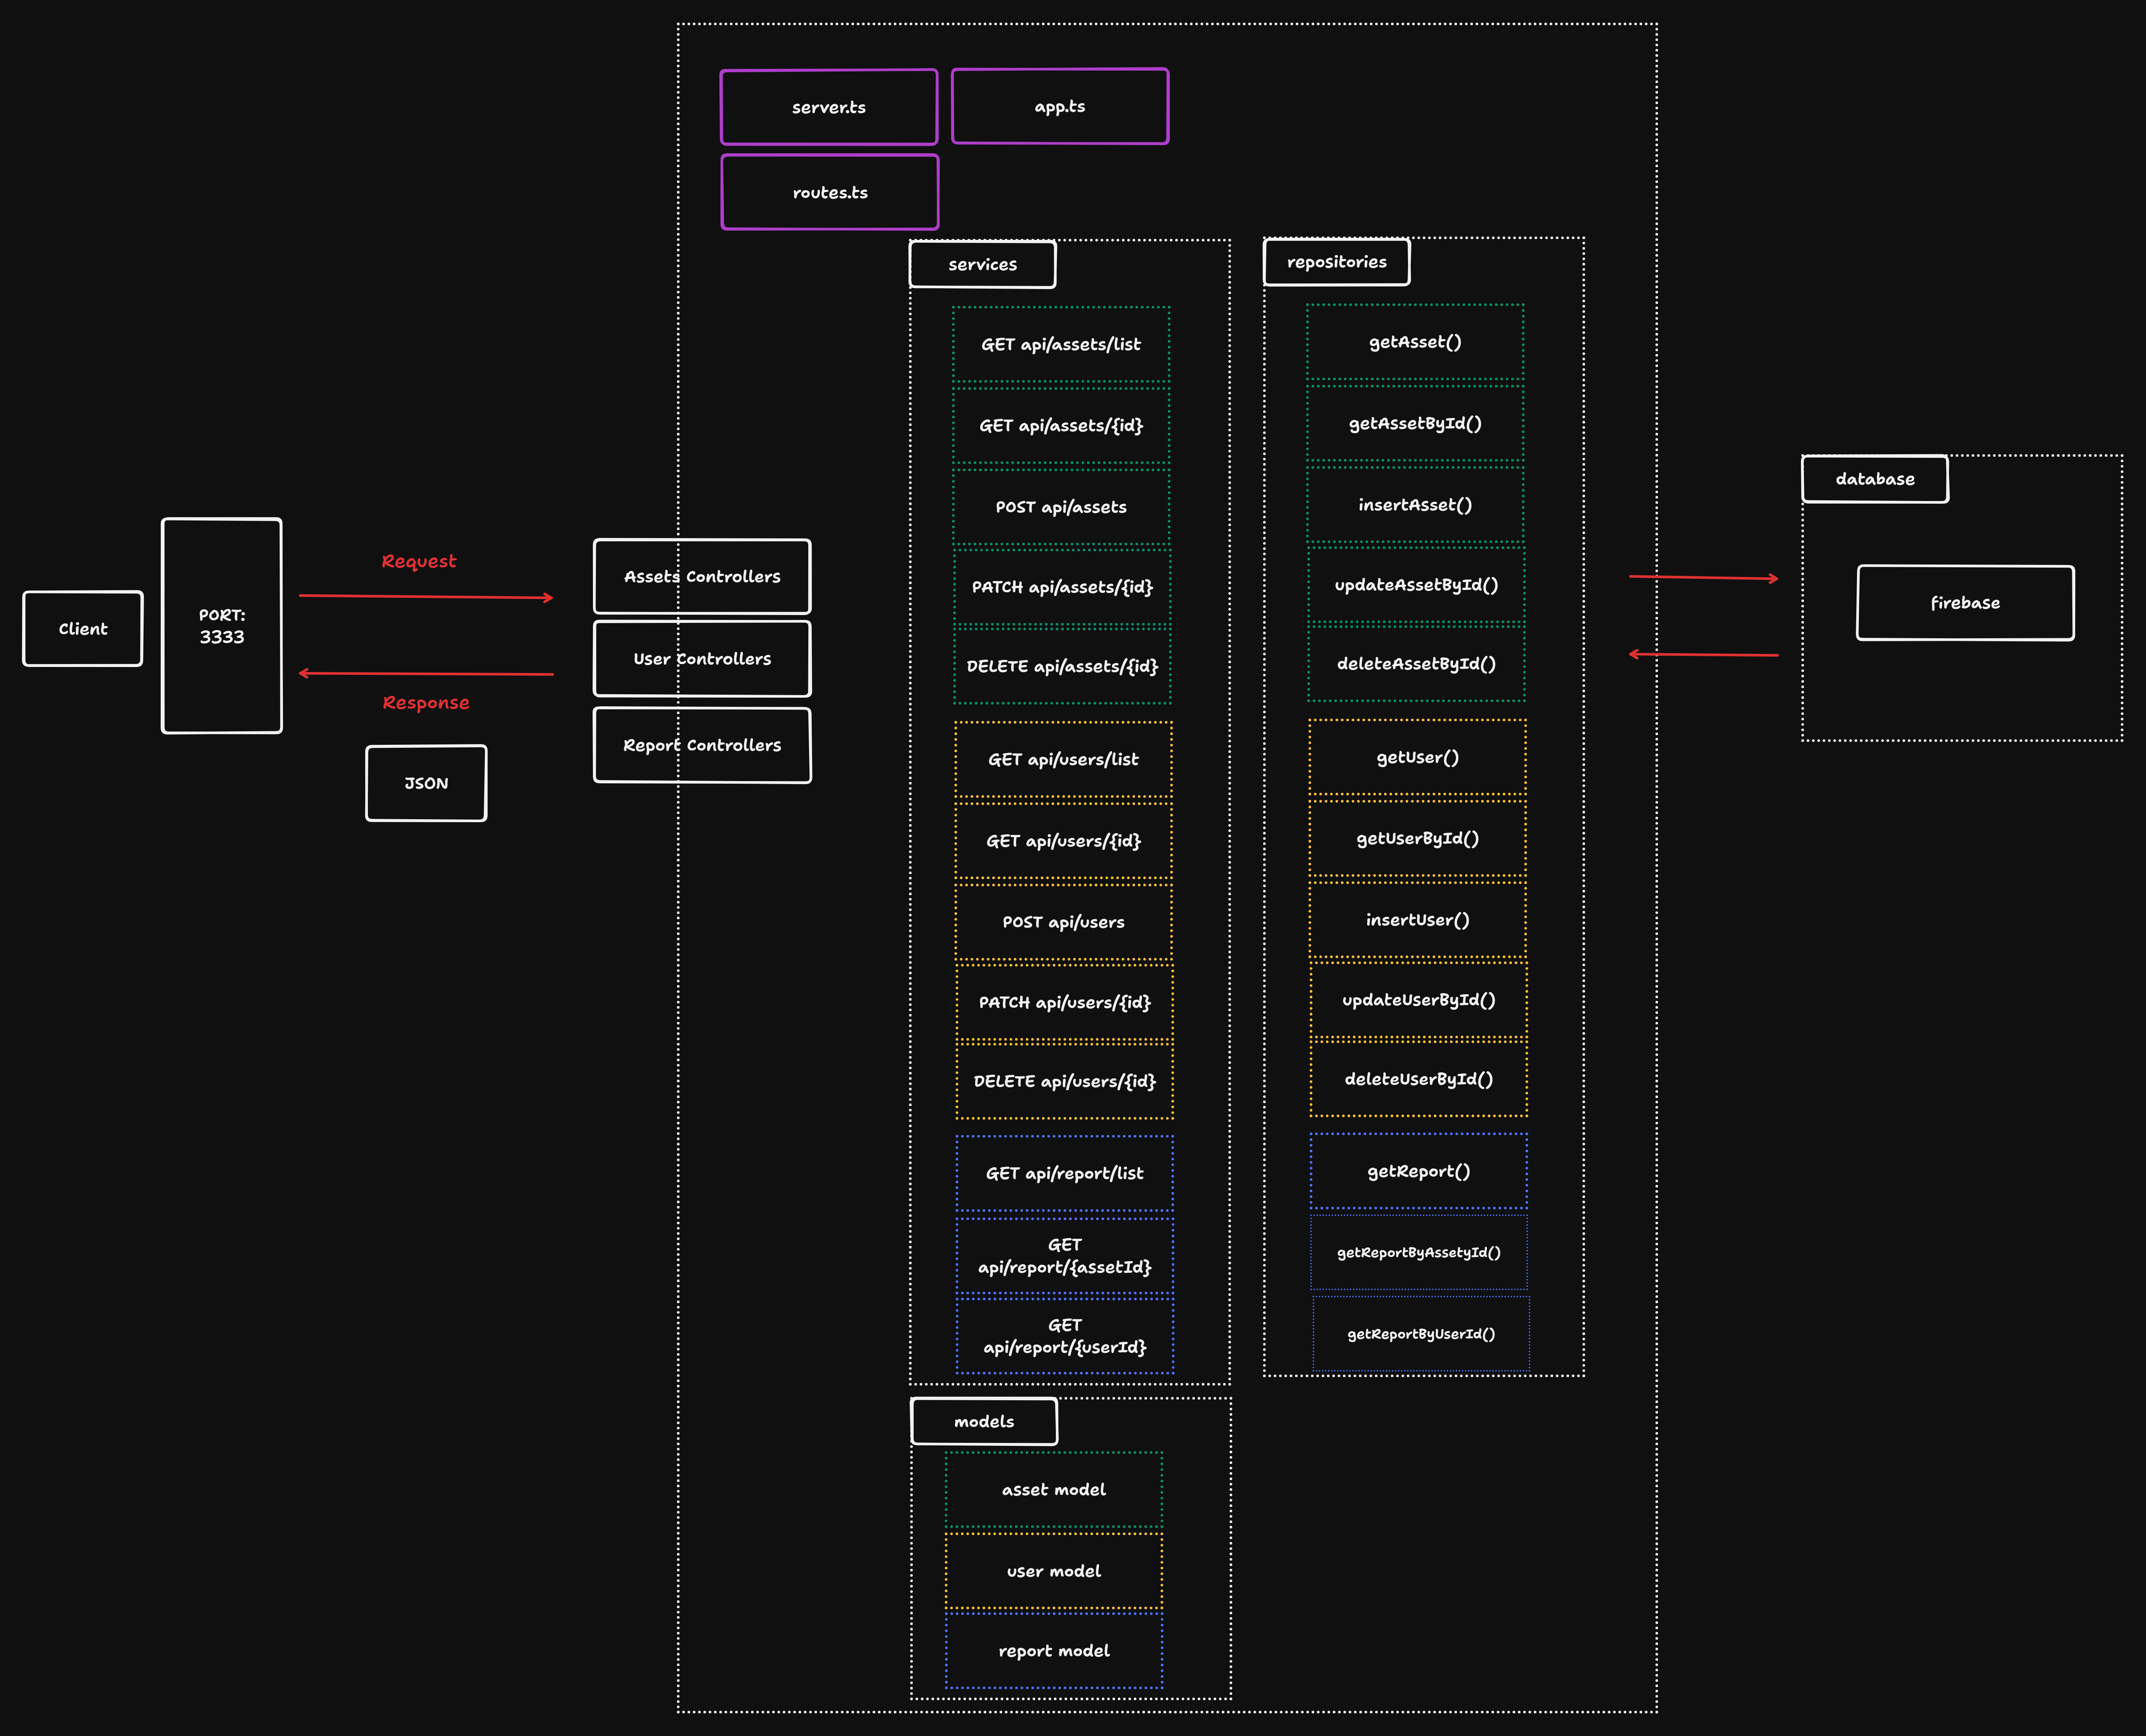 server.ts
app.ts
routes.ts
services
GET api/assets/list
GET api/assets/{id}
POST api/assets
PATCH api/assets/{id}
DELETE api/assets/{id}
GET api/users/list
GET api/users/{id}
POST api/users
PATCH api/users/{id}
DELETE api/users/{id}
GET api/report/list
GET
api/report/{assetId}
GET
api/report/{userId}
repositories
getAsset()
getAssetById()
insertAsset()
updateAssetById()
deleteAssetById()
getUser()
getUserById()
insertUser()
updateUserById()
deleteUserById()
getReport()
getReportByAssetyId()
getReportByUserId()
database
firebase
Client
PORT:
3333
Request
Response
JSON
Assets Controllers
User Controllers
Report Controllers
models
asset model
user model
report model